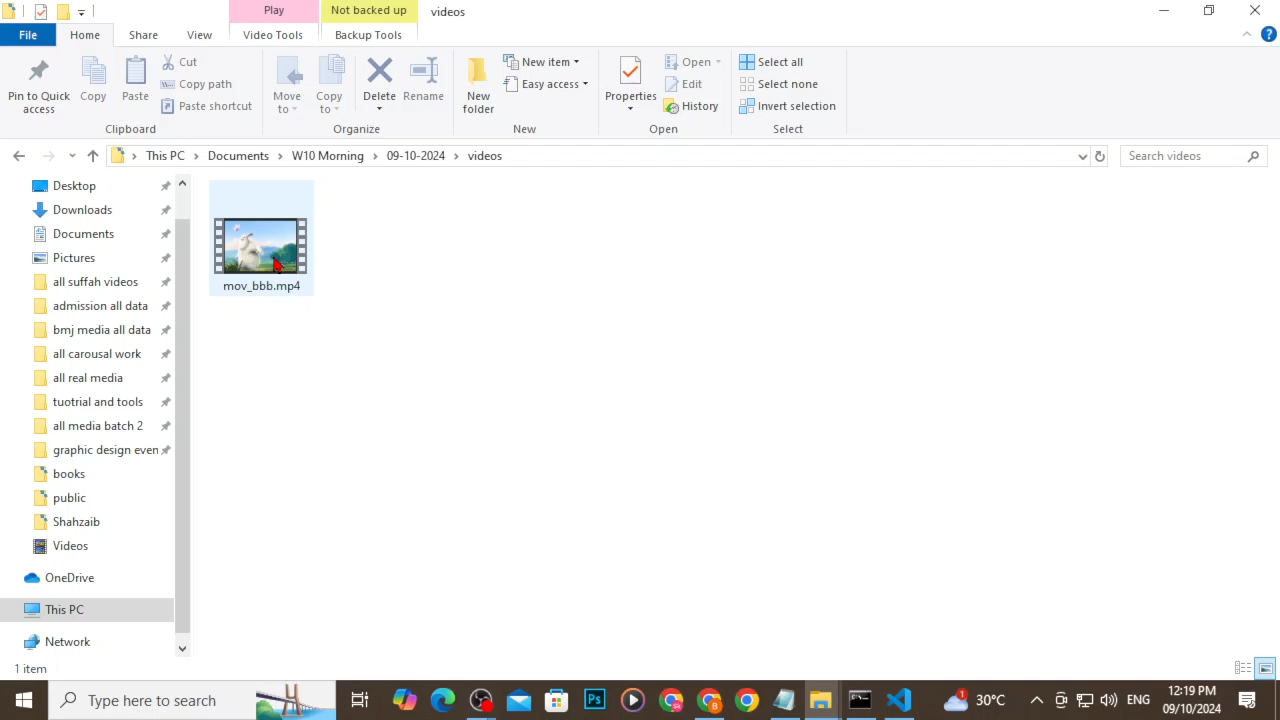 Play
Not backed up
videos
File
Home
Share
View
Video Tools
Backup Tools
Pin to Quick access
Copy
Paste
Cut
Copy path
Paste shortcut
Clipboard
Move to
Copy to
Delete
Rename
Organize
New folder
New item
Easy access
New
Properties
Open
Edit
History
Open
Select all
Select none
Invert selection
Select
This PC
Documents
W10 Morning
09-10-2024
videos
Search videos
Desktop
Downloads
Documents
Pictures
all suffah videos
admission all data
bmj media all data
all carousal work
all real media
tuotrial and tools
all media batch 2
graphic design even
books
public
Shahzaib
Videos
OneDrive
This PC
Network
mov_bbb.mp4
1 item
Type here to search
Ps
1
30°C
ENG
12:19 PM
09/10/2024